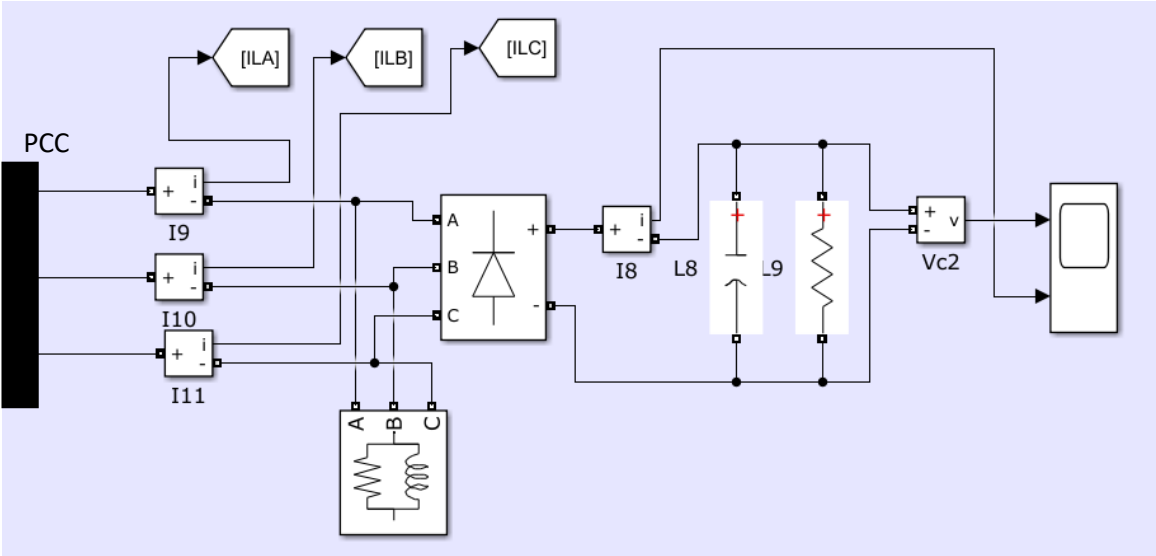 [ILA]
[ILB]
[ILC]
PCC
+ i -
I9
+ i -
I10
+ i -
I11
A
B
C
+
-
+ i -
I8
+
L8
+
L9
+ - v
Vc2
A B C